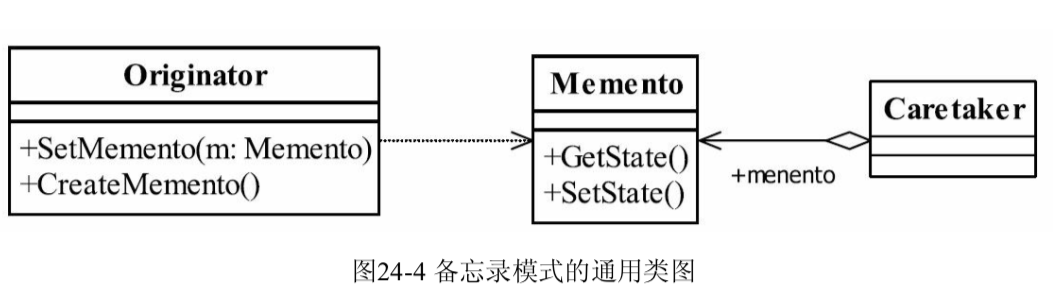 Originator
+SetMemento(m: Memento)
+CreateMemento()
Memento
+GetState()
+SetState()
+menento
Caretaker
图24-4 备忘录模式的通用类图